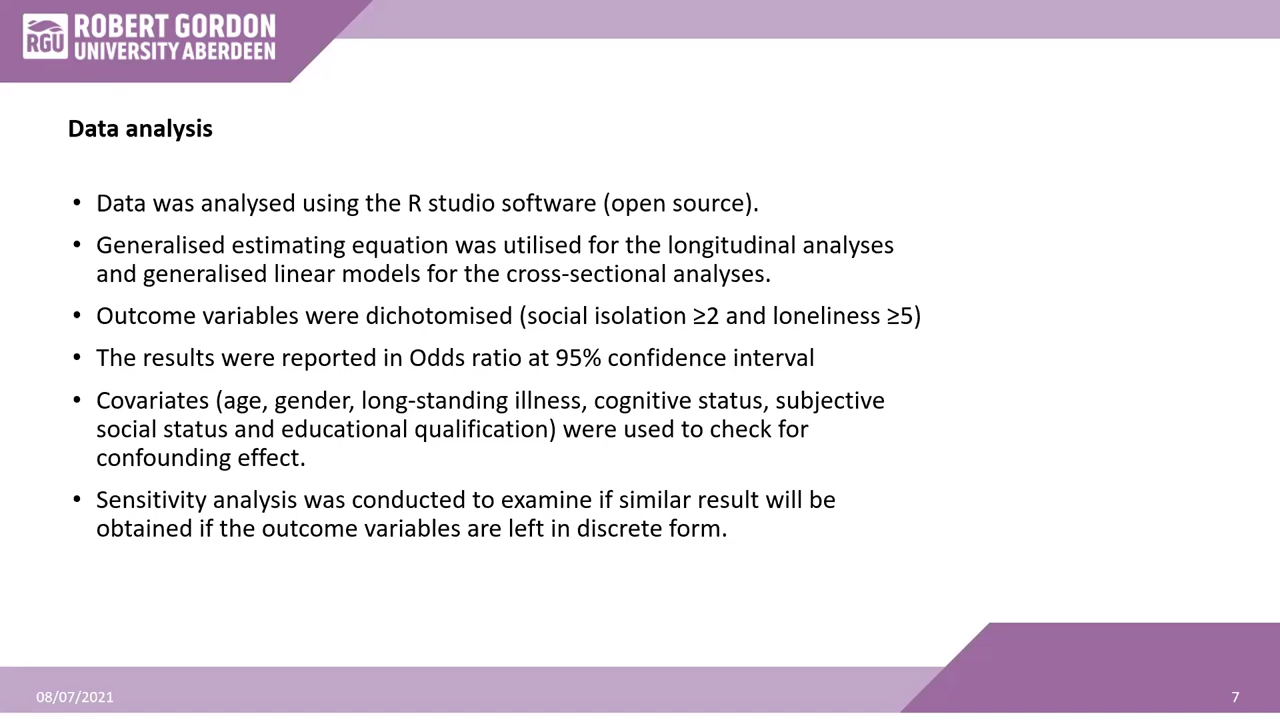 ROBERT GORDON
UNIVERSITY ABERDEEN
RGU
Data analysis
• Data was analysed using the R studio software (open source).
• Generalised estimating equation was utilised for the longitudinal analyses
and generalised linear models for the cross-sectional analyses.
• Outcome variables were dichotomised (social isolation ≥2 and loneliness ≥5)
• The results were reported in Odds ratio at 95% confidence interval
• Covariates (age, gender, long-standing illness, cognitive status, subjective
social status and educational qualification) were used to check for
confounding effect.
• Sensitivity analysis was conducted to examine if similar result will be
obtained if the outcome variables are left in discrete form.
08/07/2021
7